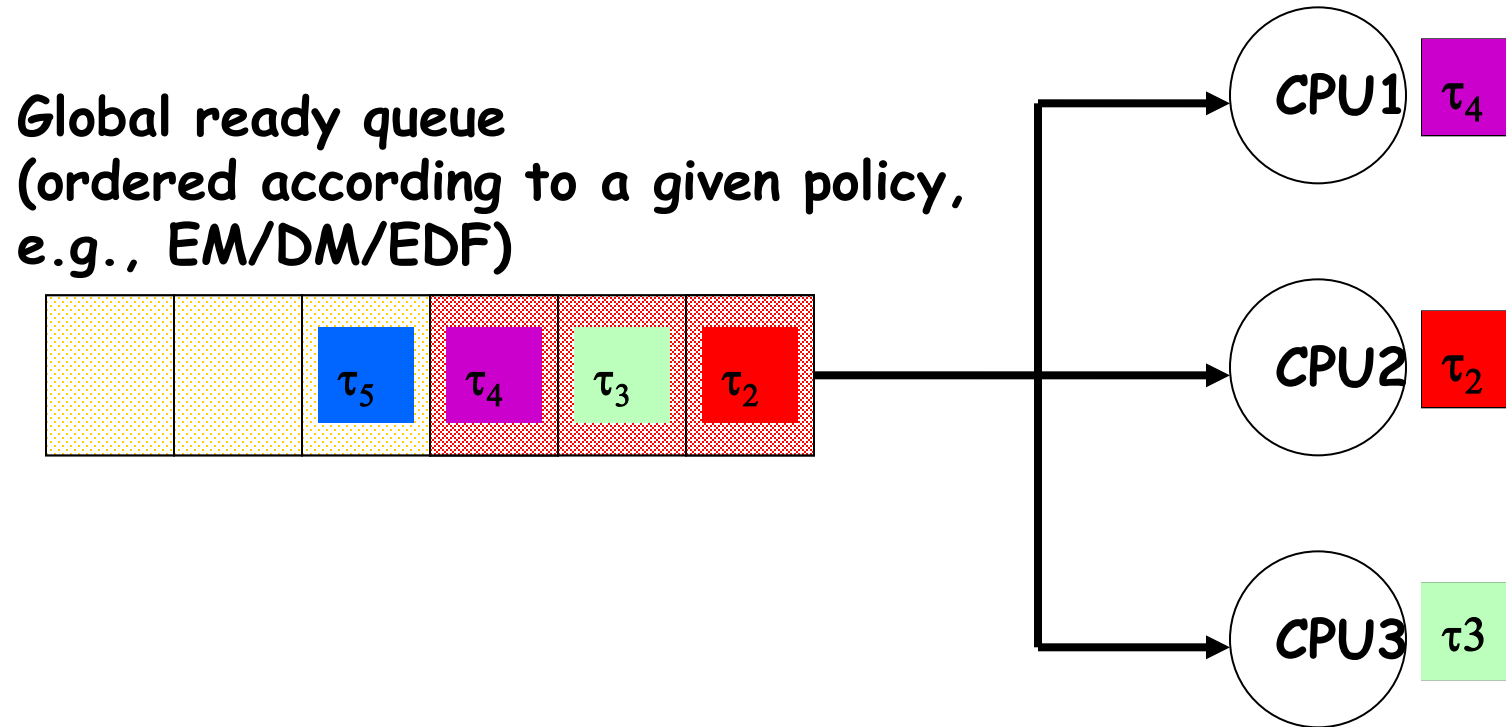 Global ready queue
(ordered according to a given policy,
e.g., EM/DM/EDF)
τ5 τ4 τ3 τ2
CPU1 τ4
CPU2 τ2
CPU3 τ3